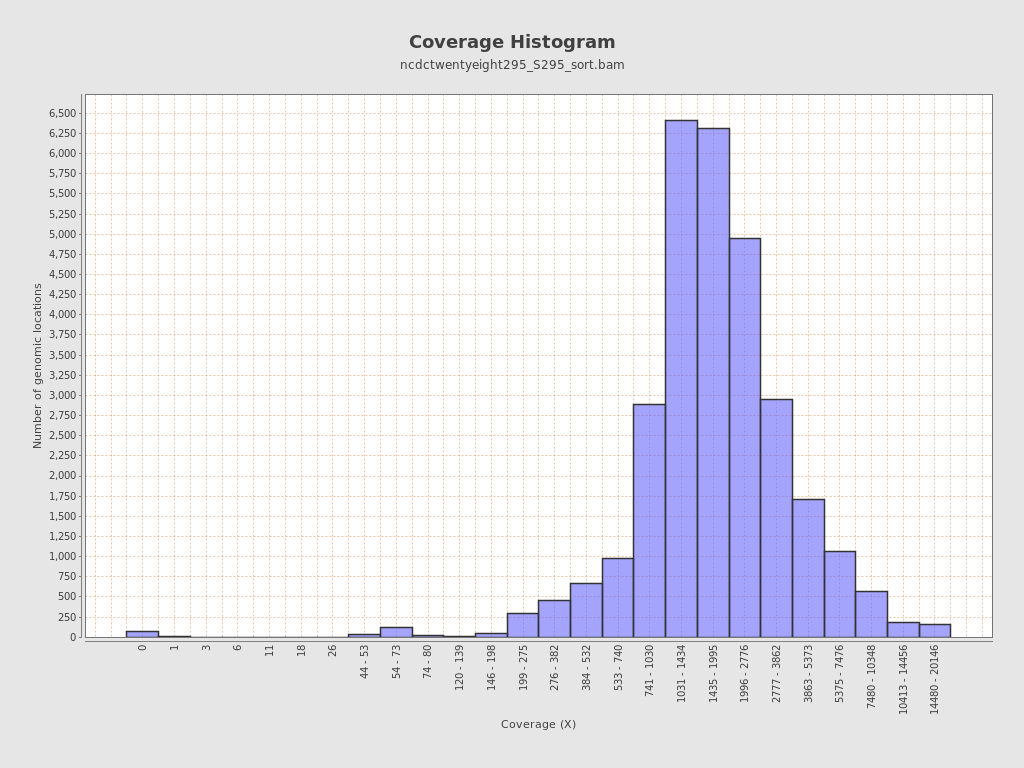 Coverage Histogram
ncdctwentyeight295_S295_sort.bam
Number of genomic locations
6,500
6,250
6,000
5,750
5,500
5,250
5,000
4,750
4,500
4,250
4,000
3,750
3,500
3,250
3,000
2,750
2,500
2,250
2,000
1,750
1,500
1,250
1,000
750
500
250
0
0
1
3
6
11
18
26
44 - 53
54 - 73
74 - 80
120 - 139
146 - 198
199 - 275
276 - 382
384 - 532
533 - 740
741 - 1030
1031 - 1434
1435 - 1995
1996 - 2776
2777 - 3862
3863 - 5373
5375 - 7476
7480 - 10348
10413 - 14456
14480 - 20146
Coverage (X)